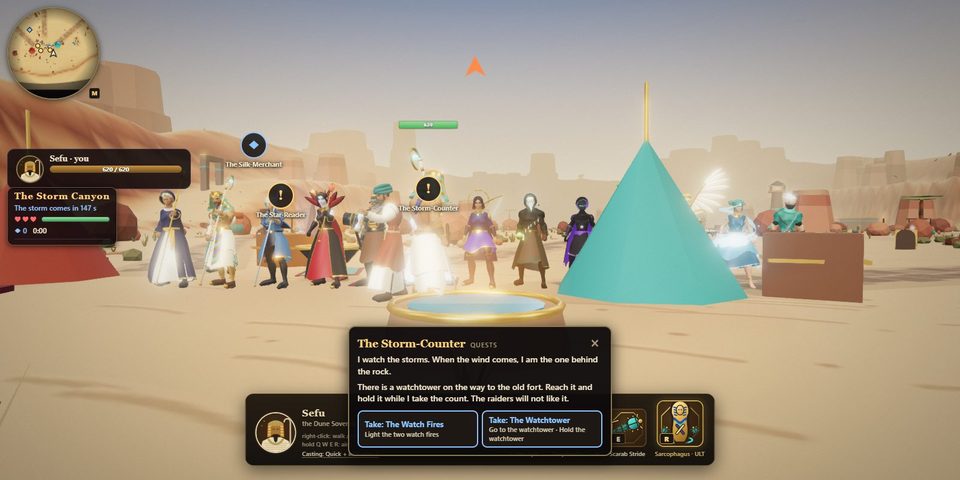 M
Sefu · you
620 / 620
The Storm Canyon
The storm comes in 147 s
0 0:00
The Silk-Merchant
!
The Star-Reader
620
!
The Storm-Counter
The Storm-Counter QUESTS
I watch the storms. When the wind comes, I am the one behind
the rock.
There is a watchtower on the way to the old fort. Reach it and
hold it while I take the count. The raiders will not like it.
Take: The Watch Fires
Light the two watch fires
Take: The Watchtower
Go to the watchtower · Hold the
watchtower
Sefu
the Dune Sover
right-click: walk
hold Q W E R: ai
Casting: Quick
E
Scarab Stride
R
Sarcophagus · ULT